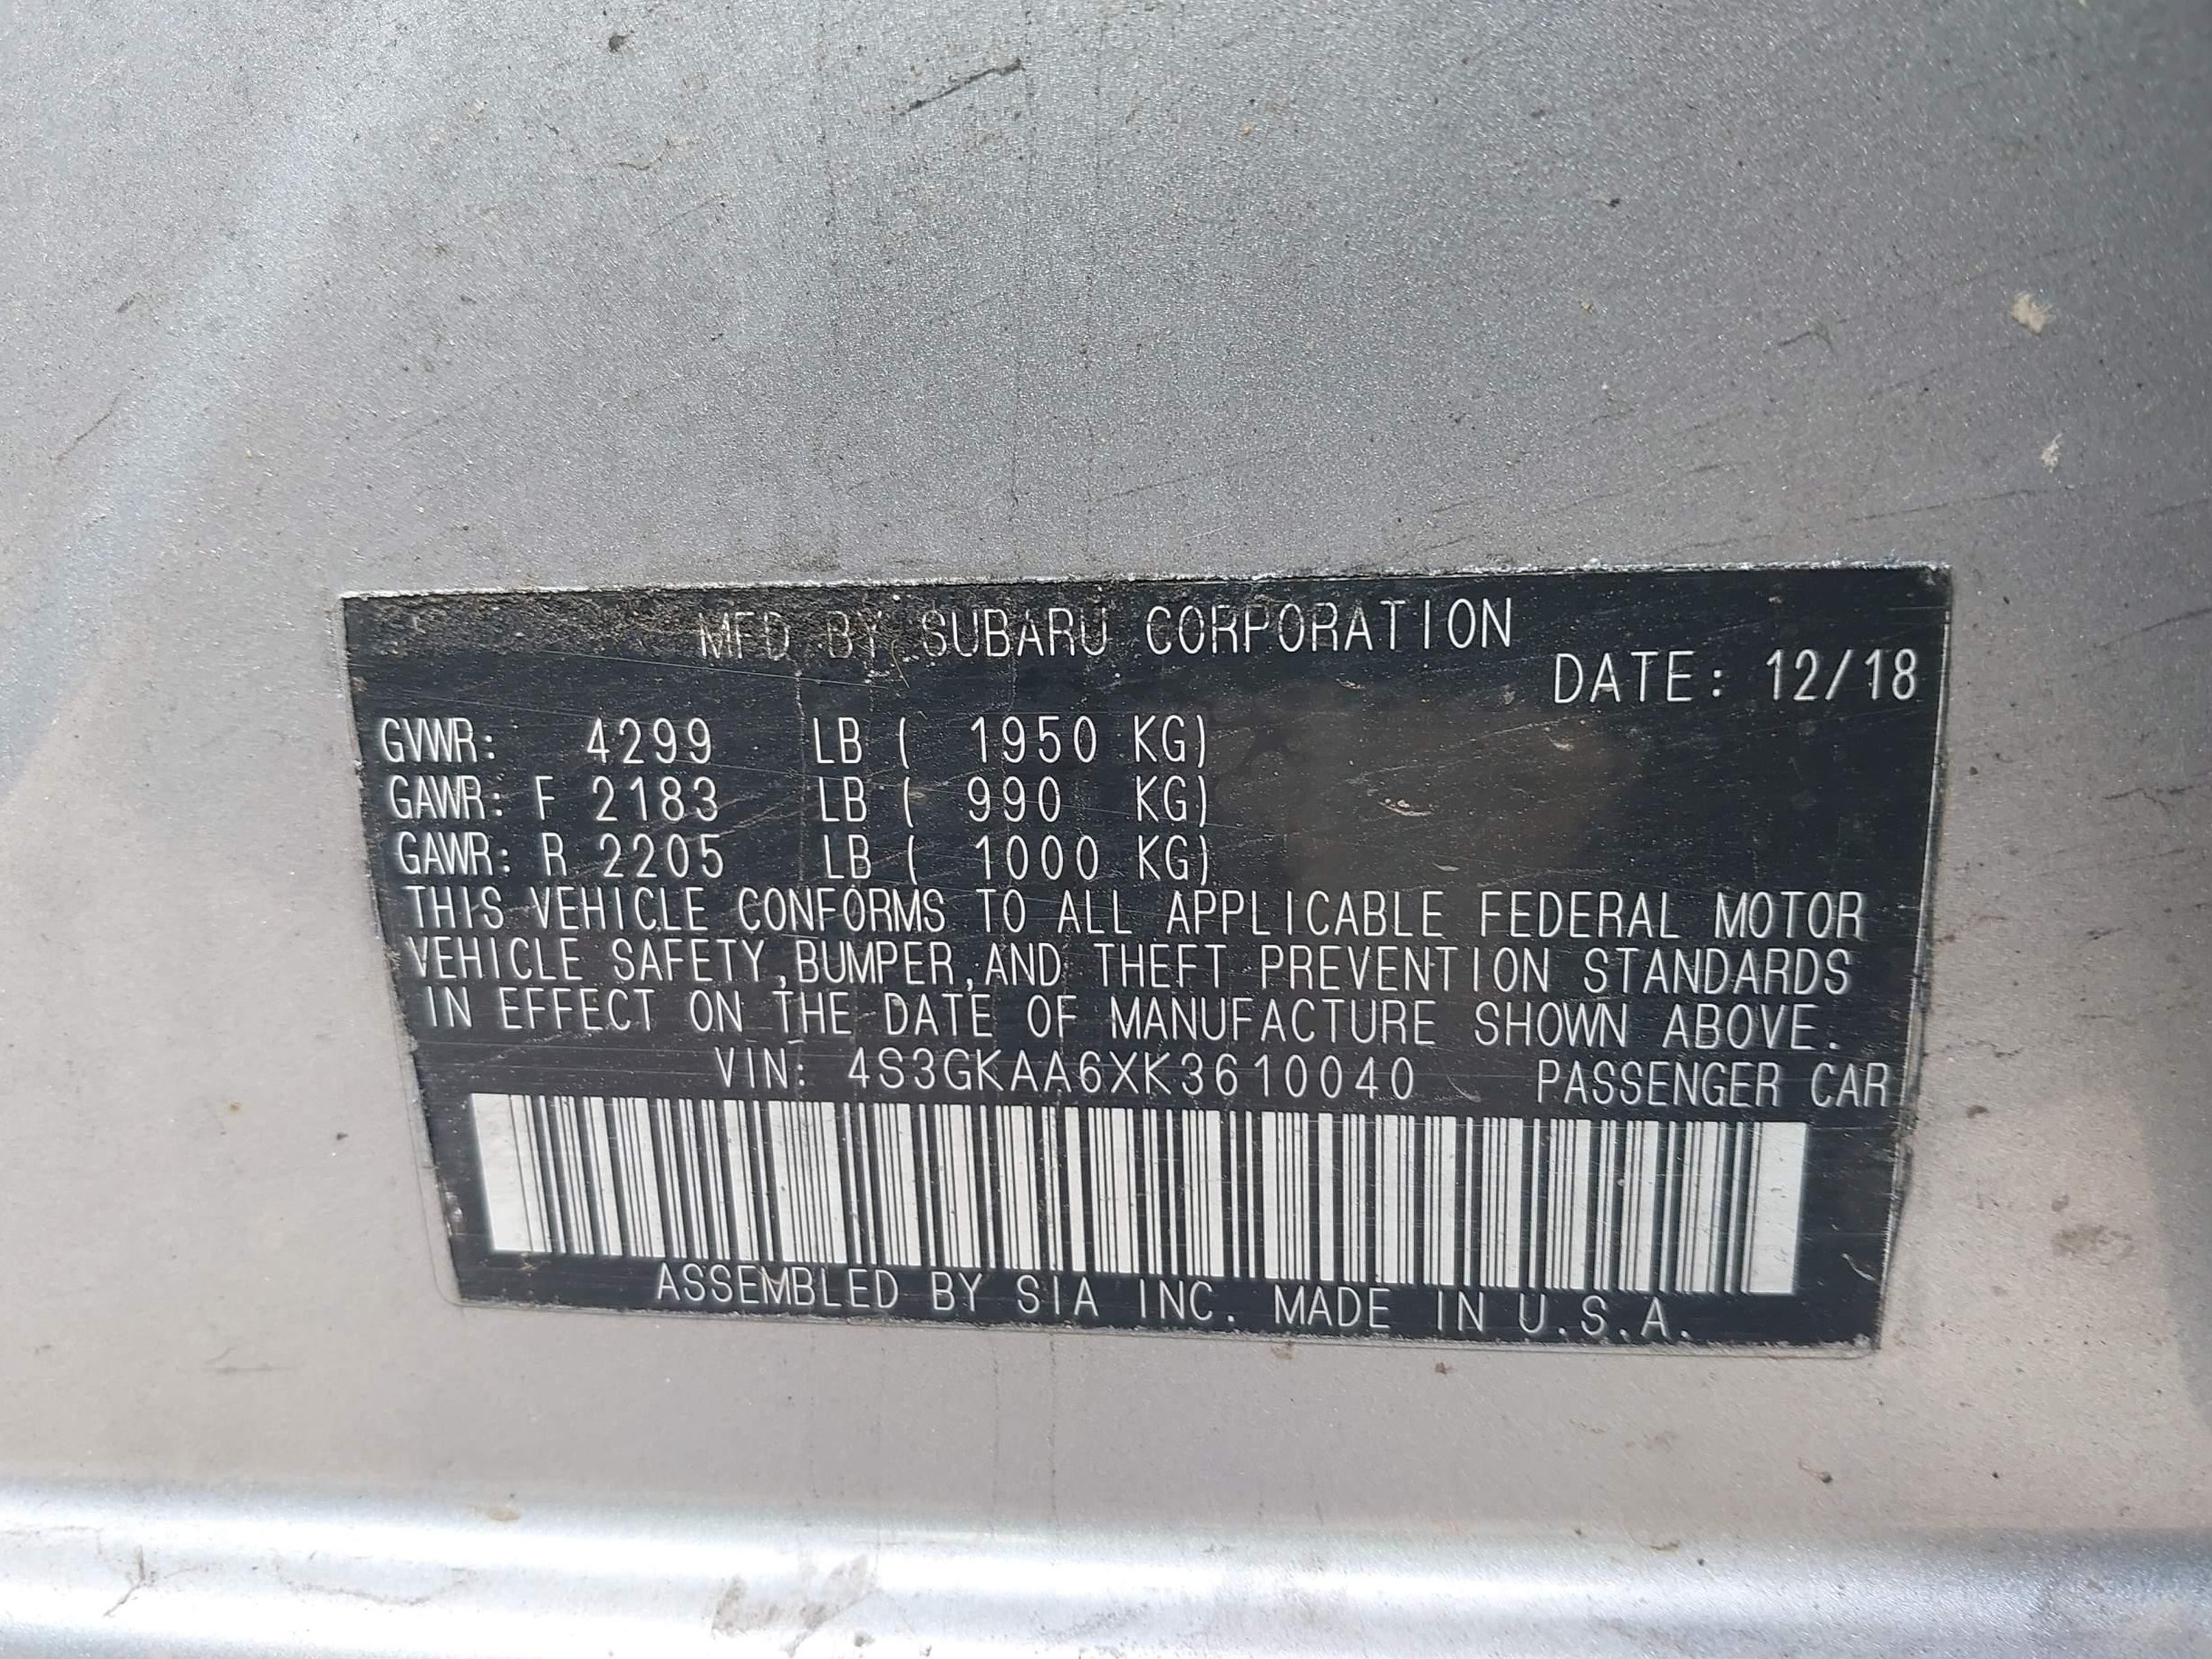 MFD BY SUBARU CORPORATION
DATE: 12/18
GVWR: 4299 LB ( 1950 KG)
GAWR: F 2183 LB ( 990 KG)
GAWR: R 2205 LB ( 1000 KG)
THIS VEHICLE CONFORMS TO ALL APPLICABLE FEDERAL MOTOR
VEHICLE SAFETY,BUMPER,AND THEFT PREVENTION STANDARDS
IN EFFECT ON THE DATE OF MANUFACTURE SHOWN ABOVE.
VIN: 4S3GKAA6XK3610040 PASSENGER CAR
ASSEMBLED BY SIA INC. MADE IN U.S.A.